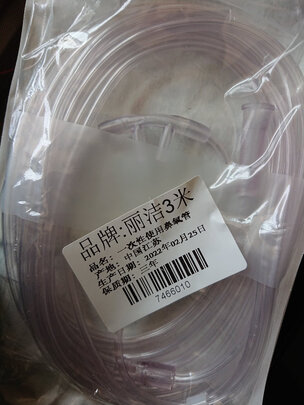 品牌:丽洁3米
品名: 一次性使用鼻氧管
产地: 中国江苏
生产日期: 2022年02月25日
保质期: 三年
7466010